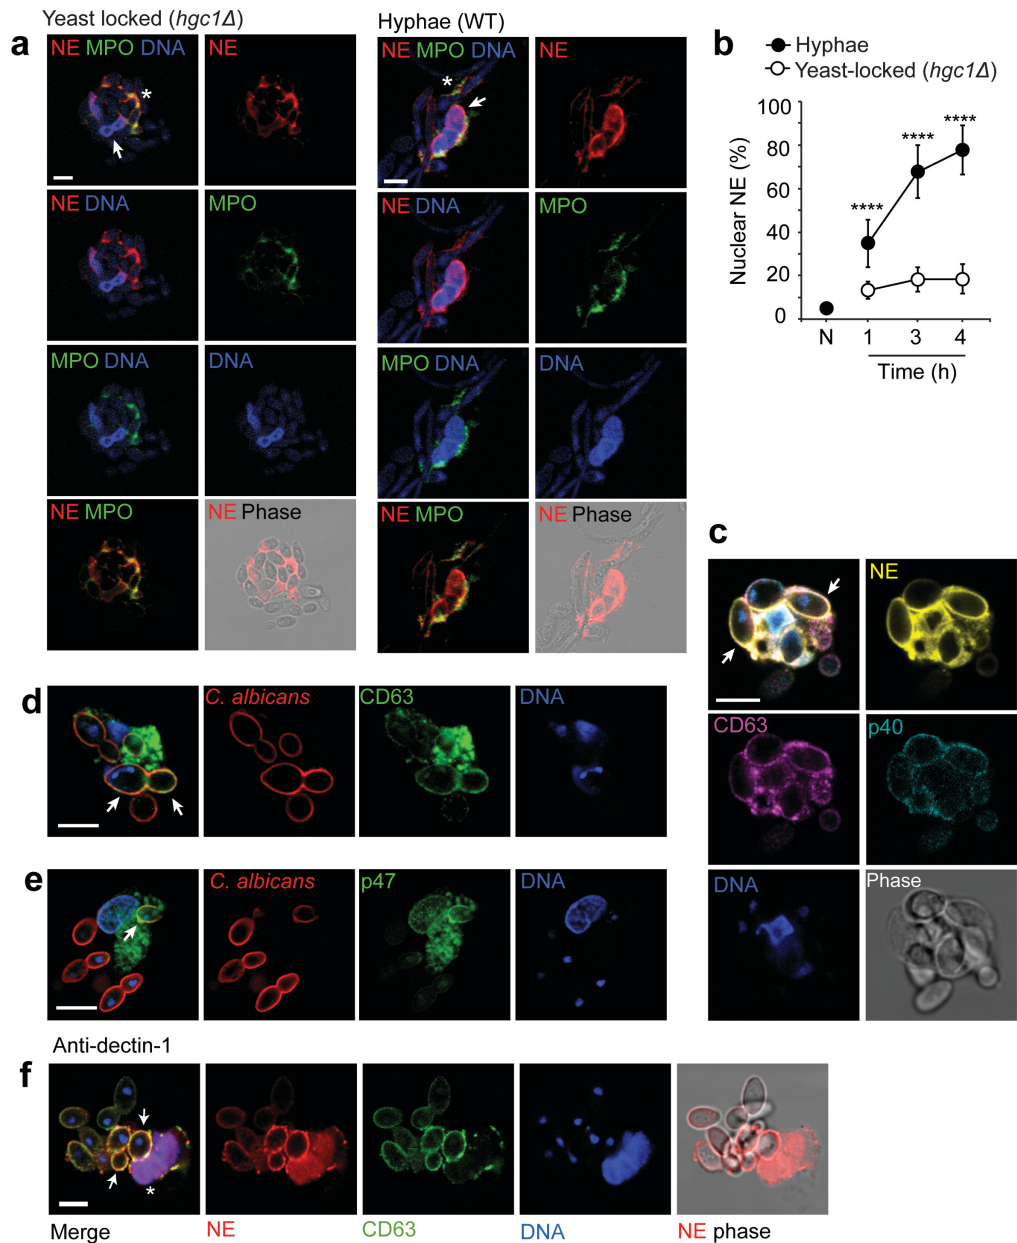 a
Yeast locked (hgc1Δ)
NE MPO DNA
*
NE
NE DNA
MPO
MPO DNA
DNA
NE MPO
NE Phase
Hyphae (WT)
NE MPO DNA
*
NE
NE DNA
MPO
MPO DNA
DNA
NE MPO
NE Phase
b
Hyphae
Yeast-locked (hgc1Δ)
Nuclear NE (%)
100
80
60
40
20
0
****
****
****
N 1 3 4
Time (h)
c
NE
CD63
p40
DNA
Phase
d
C. albicans
CD63
DNA
e
C. albicans
p47
DNA
Anti-dectin-1
f
*
Merge
NE
CD63
DNA
NE phase